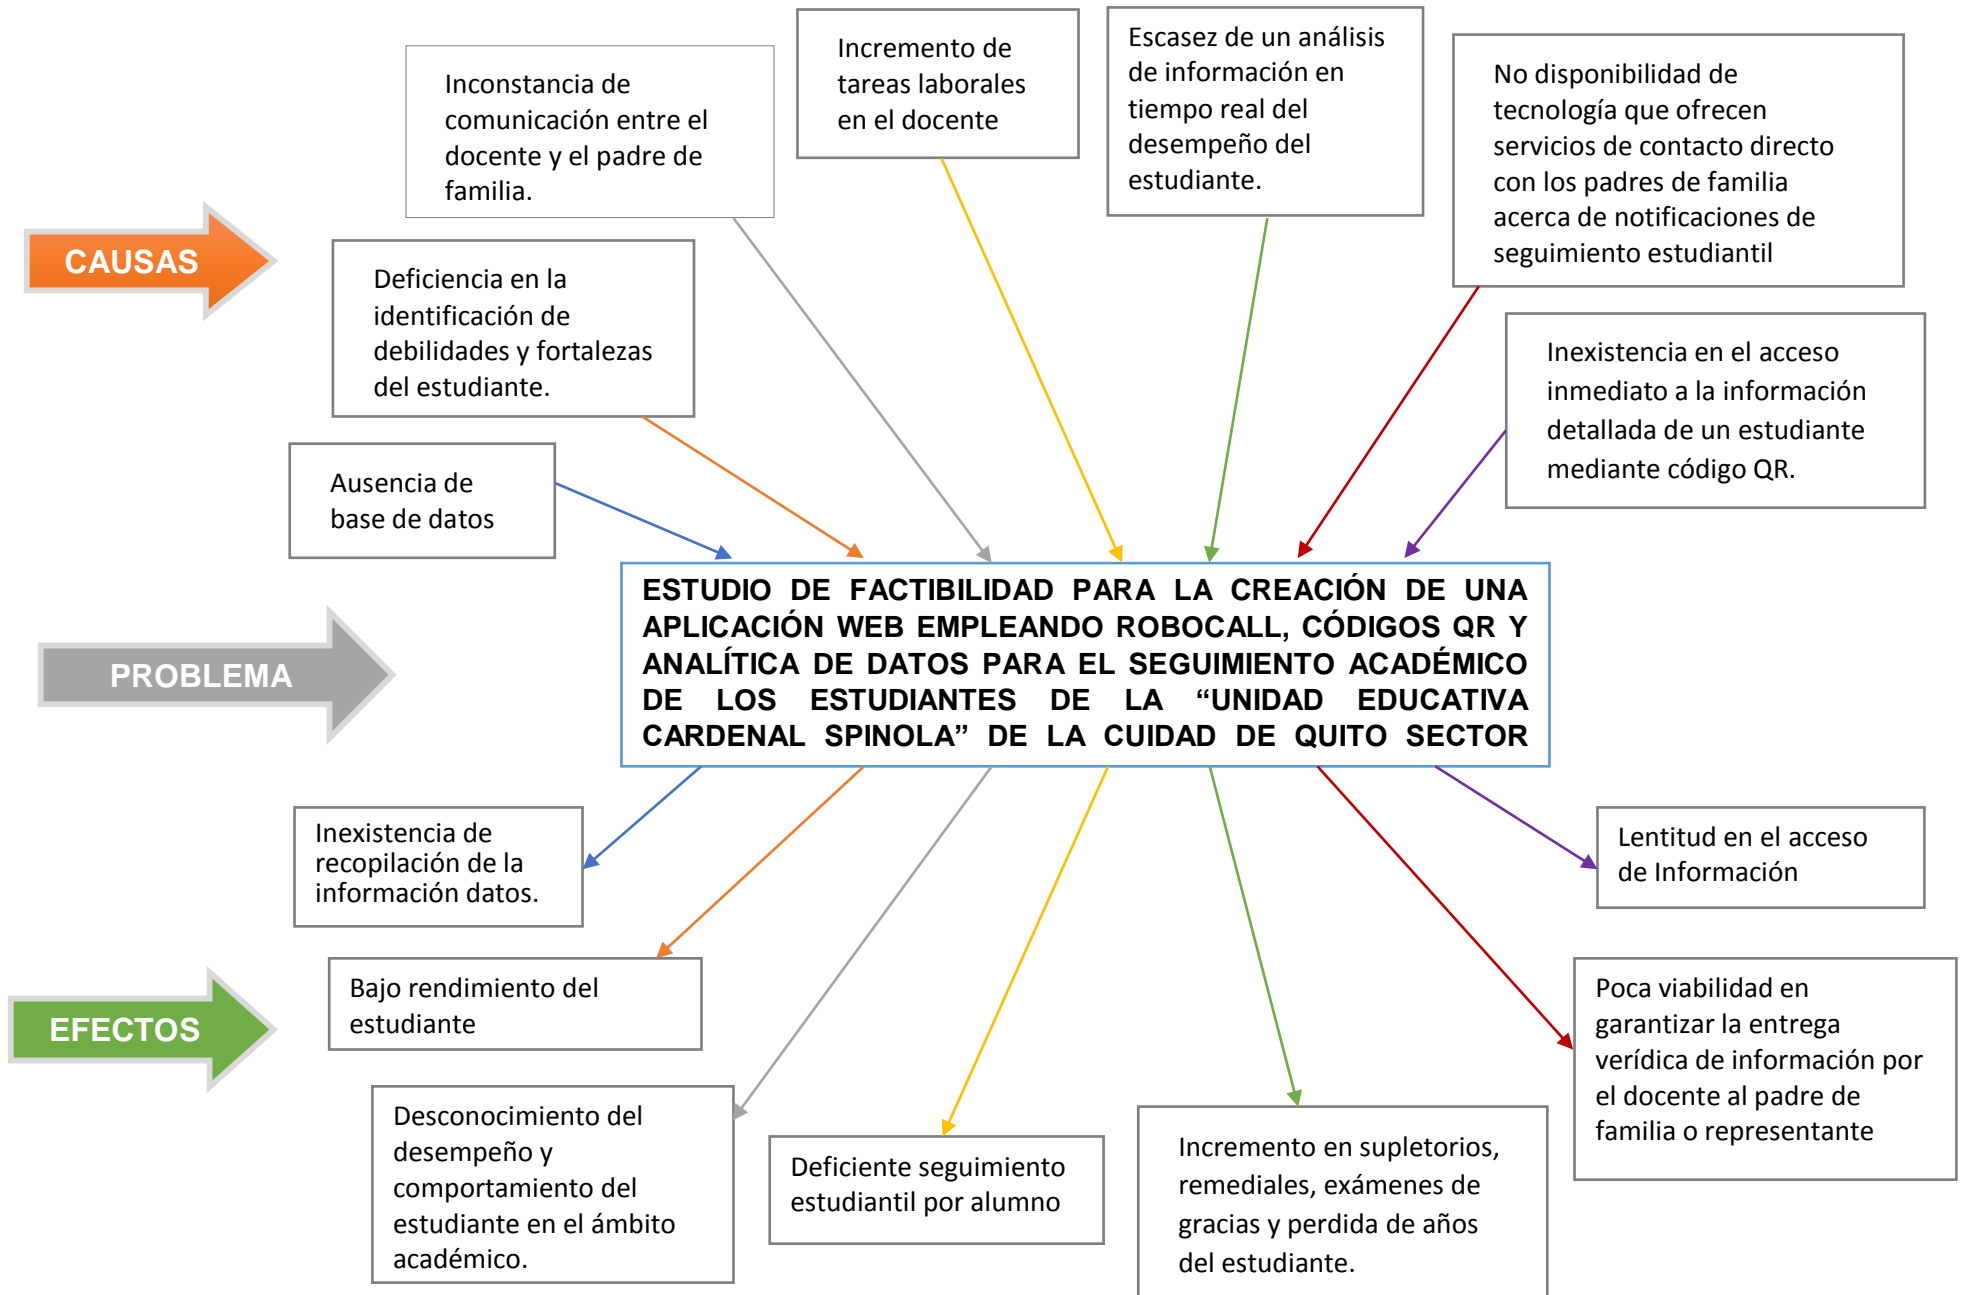 Inconstancia de
comunicación entre el
docente y el padre de
familia.
Incremento de
tareas laborales
en el docente
Escasez de un análisis
de información en
tiempo real del
desempeño del
estudiante.
No disponibilidad de
tecnología que ofrecen
servicios de contacto directo
con los padres de familia
acerca de notificaciones de
seguimiento estudiantil
CAUSAS
Deficiencia en la
identificación de
debilidades y fortalezas
del estudiante.
Inexistencia en el acceso
inmediato a la información
detallada de un estudiante
mediante código QR.
Ausencia de
base de datos
PROBLEMA
ESTUDIO DE FACTIBILIDAD PARA LA CREACIÓN DE UNA
APLICACIÓN WEB EMPLEANDO ROBOCALL, CÓDIGOS QR Y
ANALÍTICA DE DATOS PARA EL SEGUIMIENTO ACADÉMICO
DE LOS ESTUDIANTES DE LA “UNIDAD EDUCATIVA
CARDENAL SPINOLA” DE LA CUIDAD DE QUITO SECTOR
Inexistencia de
recopilación de la
información datos.
Lentitud en el acceso
de Información
EFECTOS
Bajo rendimiento del
estudiante
Poca viabilidad en
garantizar la entrega
verídica de información por
el docente al padre de
familia o representante
Desconocimiento del
desempeño y
comportamiento del
estudiante en el ámbito
académico.
Deficiente seguimiento
estudiantil por alumno
Incremento en supletorios,
remediales, exámenes de
gracias y perdida de años
del estudiante.